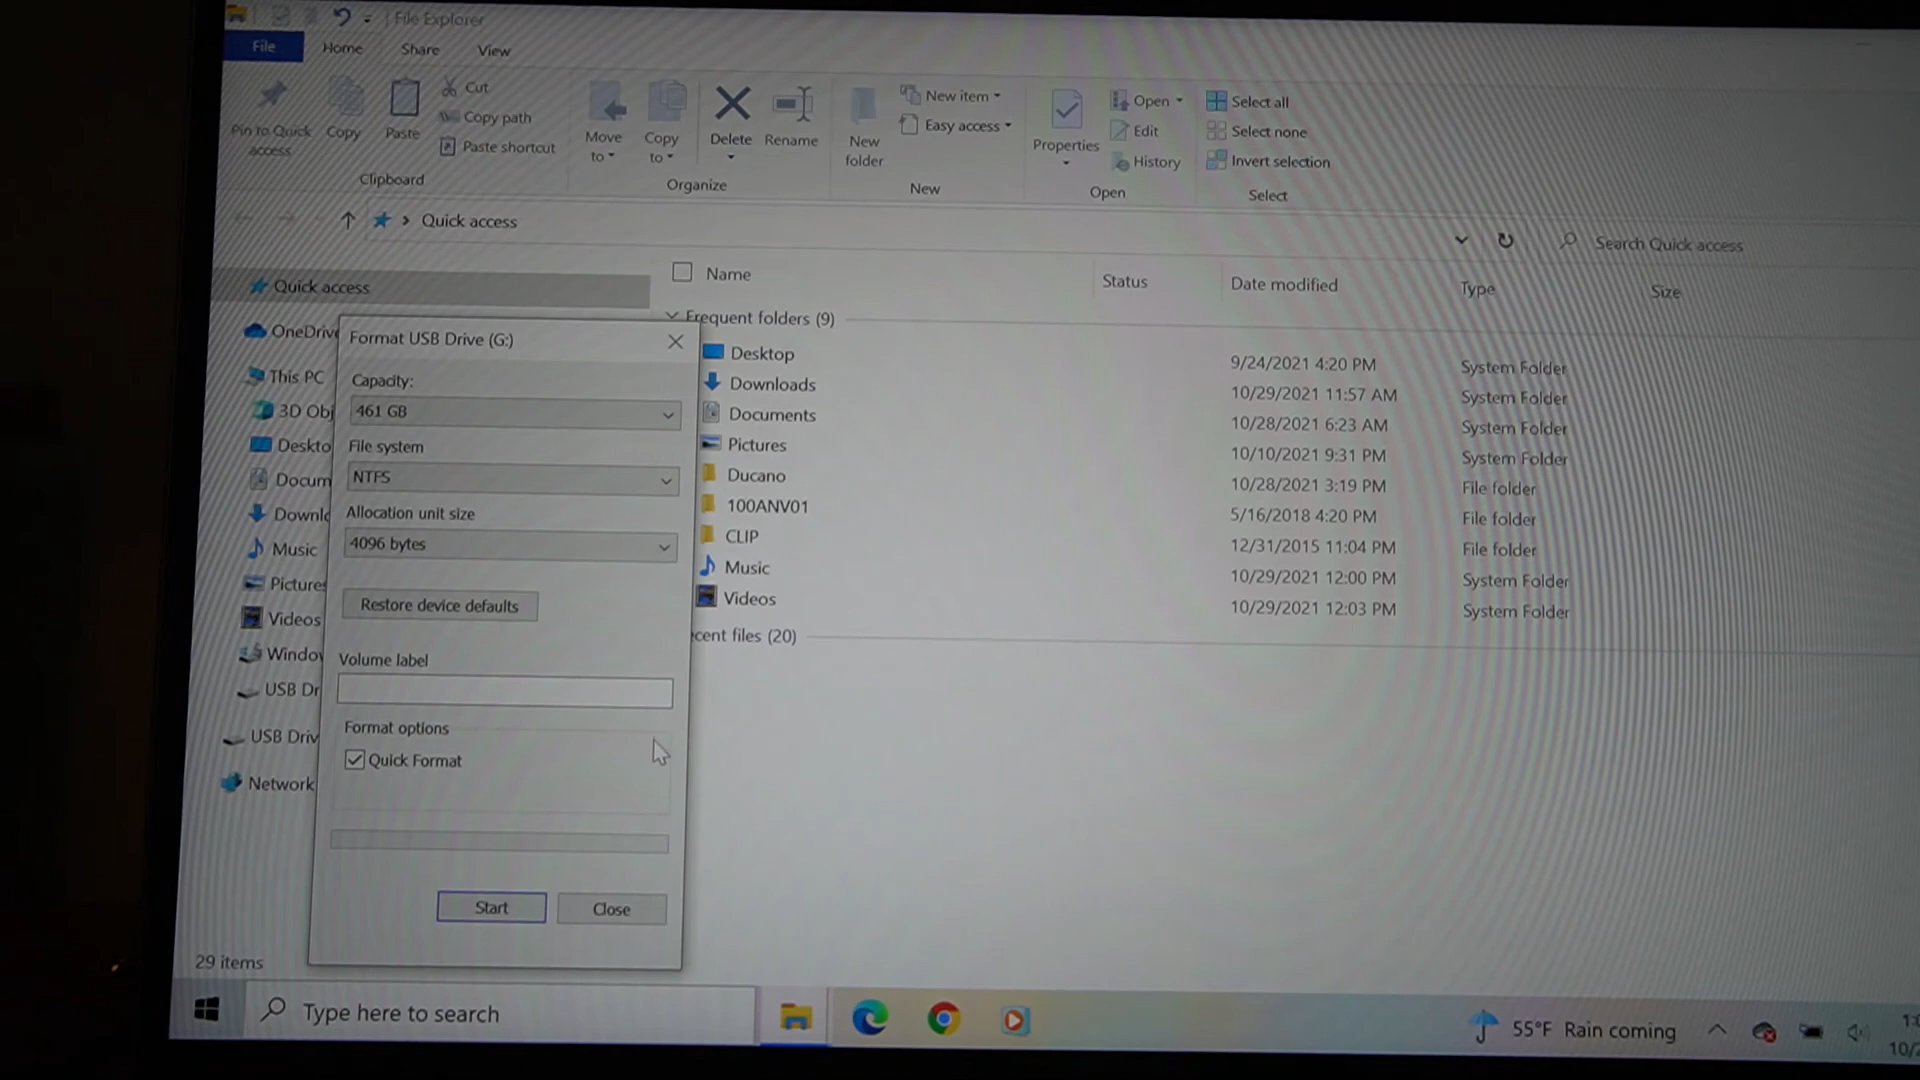 File Explorer
File Home Share View
Pin to Quick access
Copy
Paste
Cut
Copy path
Paste shortcut
Clipboard
Move to
Copy to
Delete
Rename
Organize
New folder
New item
Easy access
New
Properties
Open
Edit
History
Open
Select all
Select none
Invert selection
Select
Quick access
Search Quick access
Quick access
OneDrive
This PC
3D Obj
Deskto
Docum
Downlo
Music
Pictures
Videos
Window
USB Dr
USB Driv
Network
Name Status Date modified Type Size
Frequent folders (9)
Desktop 9/24/2021 4:20 PM System Folder
Downloads 10/29/2021 11:57 AM System Folder
Documents 10/28/2021 6:23 AM System Folder
Pictures 10/10/2021 9:31 PM System Folder
Ducano 10/28/2021 3:19 PM File folder
100ANV01 5/16/2018 4:20 PM File folder
CLIP 12/31/2015 11:04 PM File folder
Music 10/29/2021 12:00 PM System Folder
Videos 10/29/2021 12:03 PM System Folder
cent files (20)
Format USB Drive (G:)
Capacity:
461 GB
File system
NTFS
Allocation unit size
4096 bytes
Restore device defaults
Volume label
Format options
Quick Format
Start Close
29 items
Type here to search
55°F Rain coming